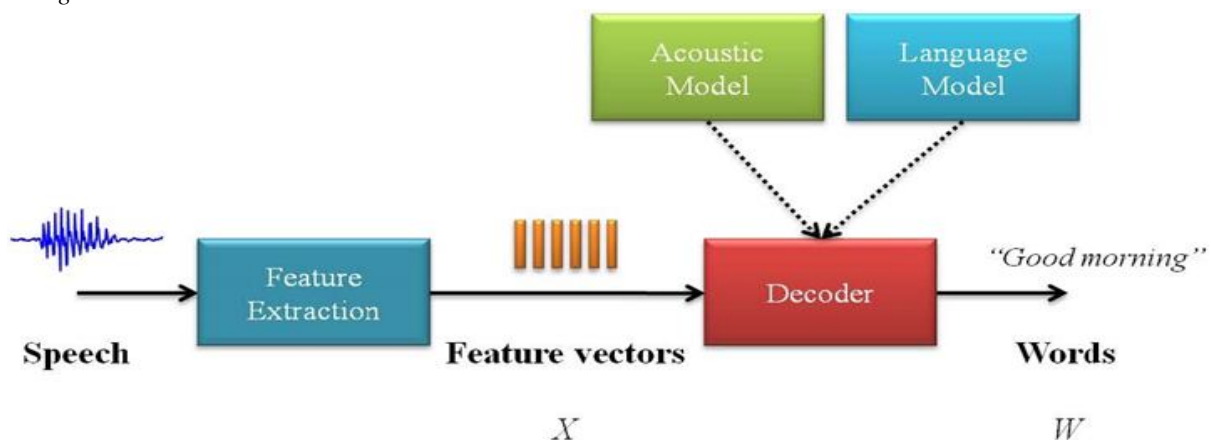 Acoustic
Model
Language
Model
"Good morning"
Feature
Extraction
Decoder
Speech
Feature vectors
Words
X
W